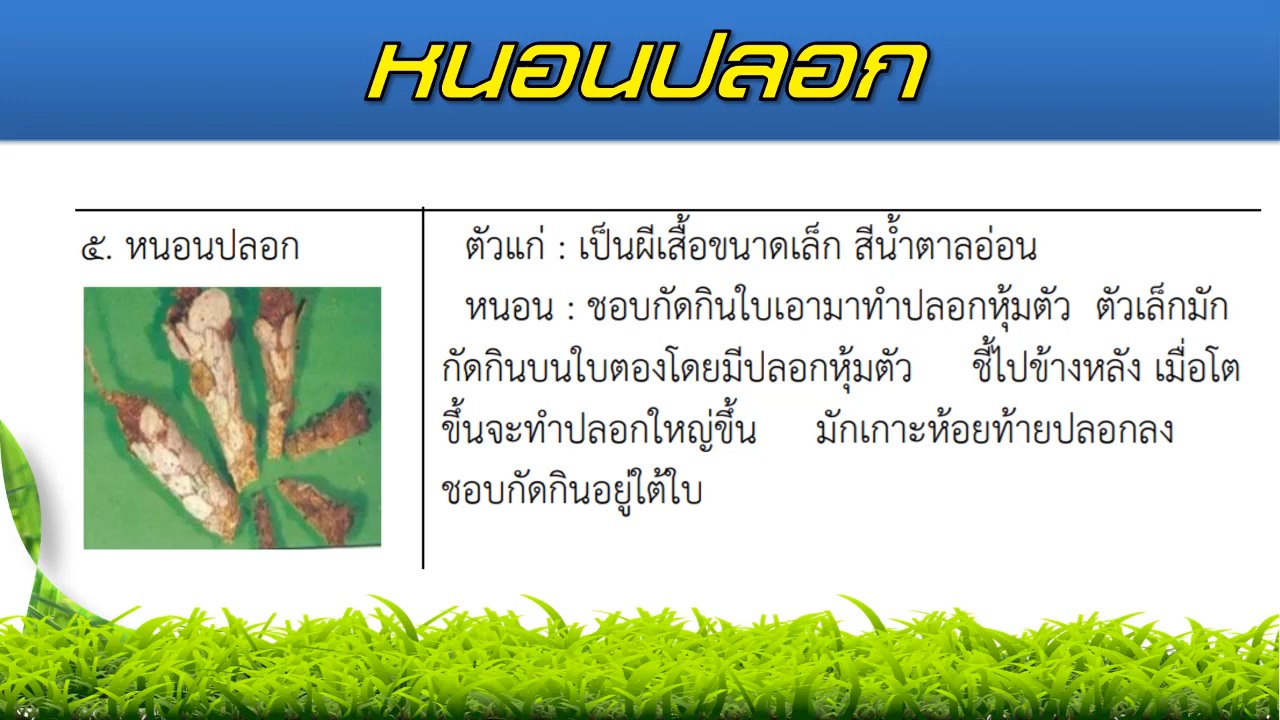 หนอนปลอก
๕. หนอนปลอก
ตัวแก่ : เป็นผีเสื้อขนาดเล็ก สีน้ำตาลอ่อน
หนอน : ชอบกัดกินใบเอามาทำปลอกหุ้มตัว ตัวเล็กมัก
กัดกินบนใบตองโดยมีปลอกหุ้มตัว ชี้ไปข้างหลัง เมื่อโต
ขึ้นจะทำปลอกใหญ่ขึ้น มักเกาะห้อยท้ายปลอกลง
ชอบกัดกินอยู่ใต้ใบ